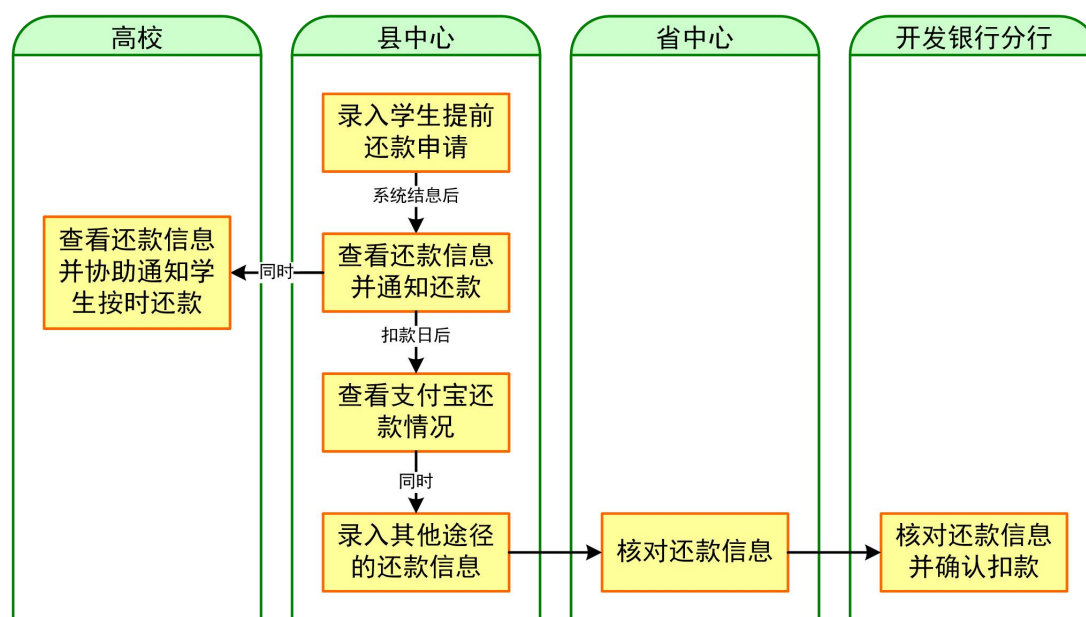 高校
县中心
省中心
开发银行分行
录入学生提前
还款申请
系统结息后
查看还款信息
并协助通知学
生按时还款
同时
查看还款信息
并通知还款
扣款日后
查看支付宝还
款情况
同时
录入其他途径
的还款信息
核对还款信息
核对还款信息
并确认扣款